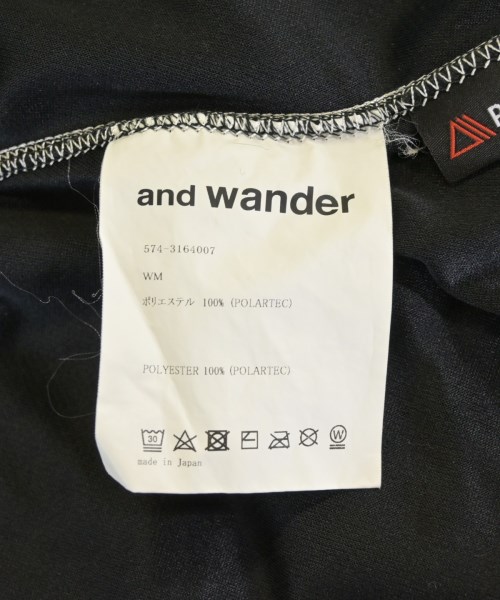 and wander
574-3164007
WM
ポリエステル 100% (POLARTEC)
POLYESTER 100% (POLARTEC)
30
W
made in Japan